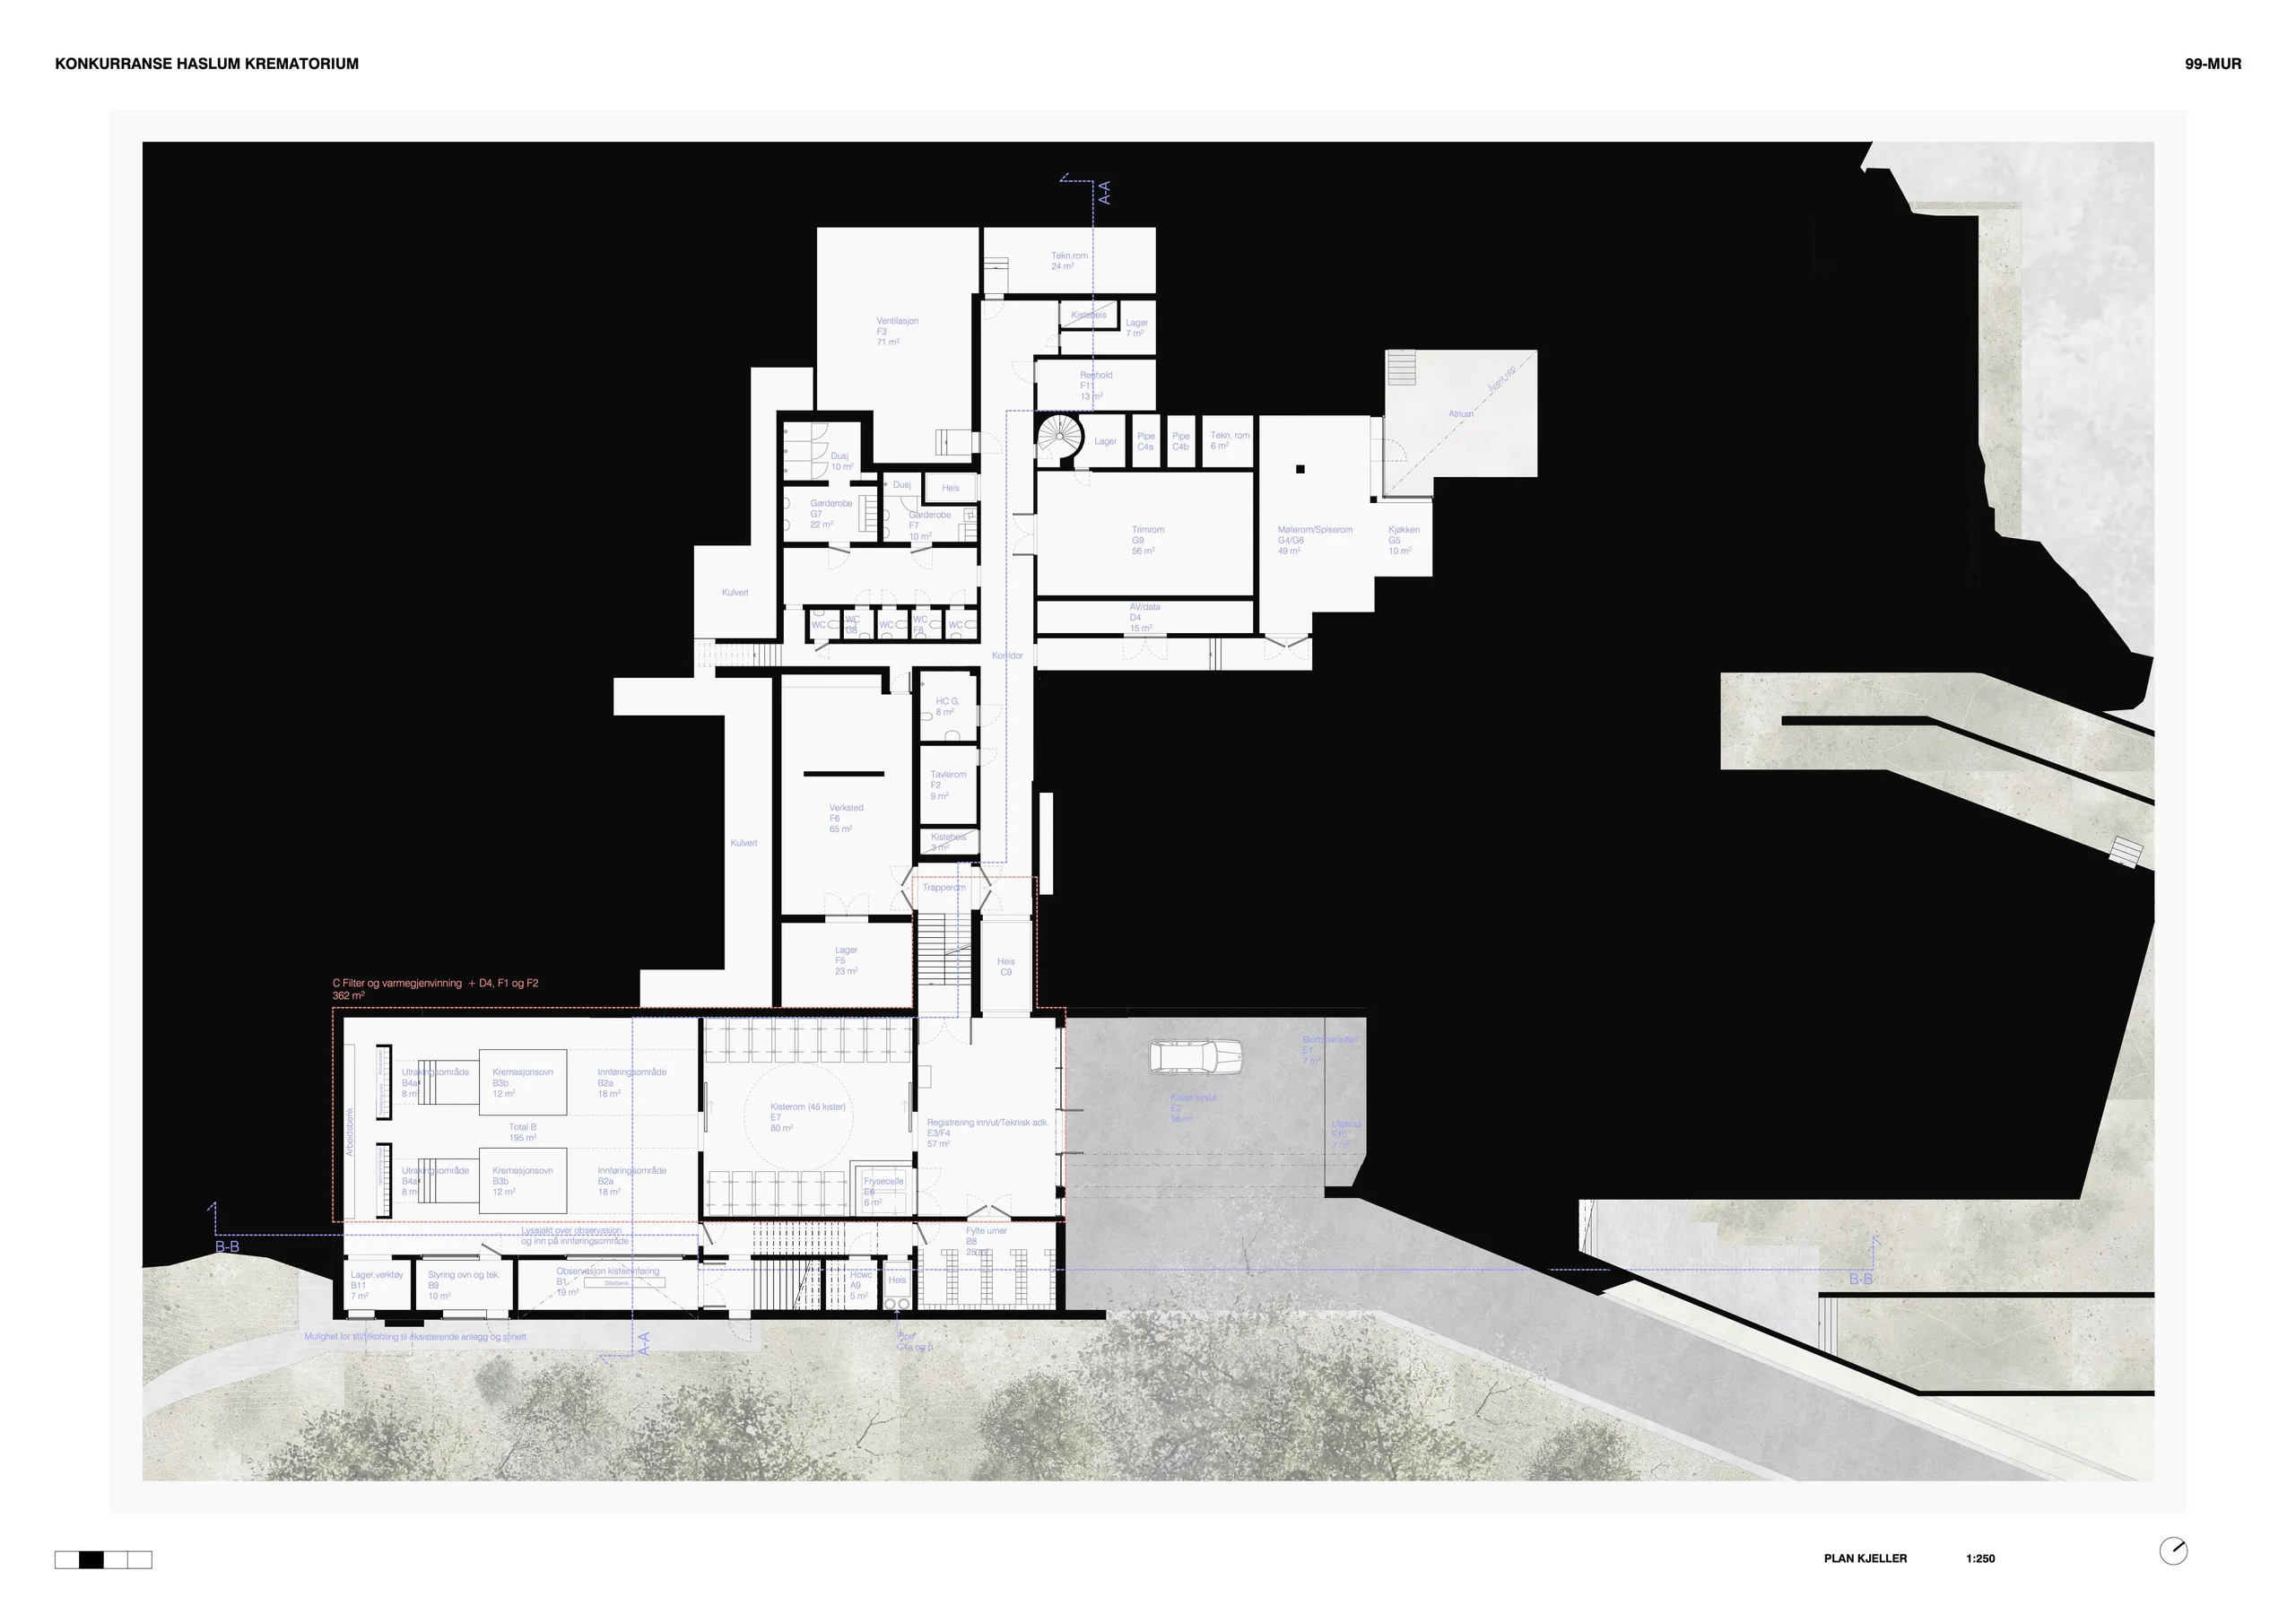 KONKURRANSE HASLUM KREMATORIUM
99-MUR
A-A
Tekn.rom
24 m²
Ventilasjon
F3
71 m²
Kisteheis
Lager
7 m²
Renhold
F11
13 m²
Atrium
Dusj
10 m²
Lager
Pipe
C4a
Pipe
C4b
Tekn. rom
6 m²
Dusj
Heis
Garderobe
G7
22 m²
Garderobe
F7
10 m²
Trimrom
G9
56 m²
Møterom/Spiserom
G4/G6
49 m²
Kjøkken
G5
10 m²
Kulvert
AV/data
D4
15 m²
WC
WC
G8
WC
WC
F8
WC
Korridor
HC G.
8 m²
Tavlerom
F2
9 m²
Verksted
F6
65 m²
Kisteheis
3 m²
Kulvert
Trapperom
Lager
F5
23 m²
Heis
C9
C Filter og varmegjenvinning + D4, F1 og F2
362 m²
Utrakingsområde
B4a
8 m²
Kremasjonsovn
B3b
12 m²
Innføringsområde
B2a
18 m²
Arbeidsbenk
Total B
195 m²
Kisterom (45 kister)
E7
80 m²
Registrering inn/ut/Teknisk adk.
E3/F4
57 m²
E1
7 m²
Kister inn/ut
E2
Utebod
F10
7 m²
Utrakingsområde
B4a
8 m²
Kremasjonsovn
B3b
12 m²
Innføringsområde
B2a
18 m²
Frysecelle
E8
6 m²
Lyssjakt over observasjon
og inn på innføringsområde
Fylte urner
B8
25 m²
B-B
B-B
Lager,verktøy
B11
7 m²
Styring ovn og tek.
B9
10 m²
Observasjon kisteinnføring
B1
19 m²
Sittebenk
Hcwc
A9
5 m²
Heis
Mulighet for sti/tilkobling til eksisterende anlegg og stinett
A-A
Pipe
C4a og b
PLAN KJELLER
1:250